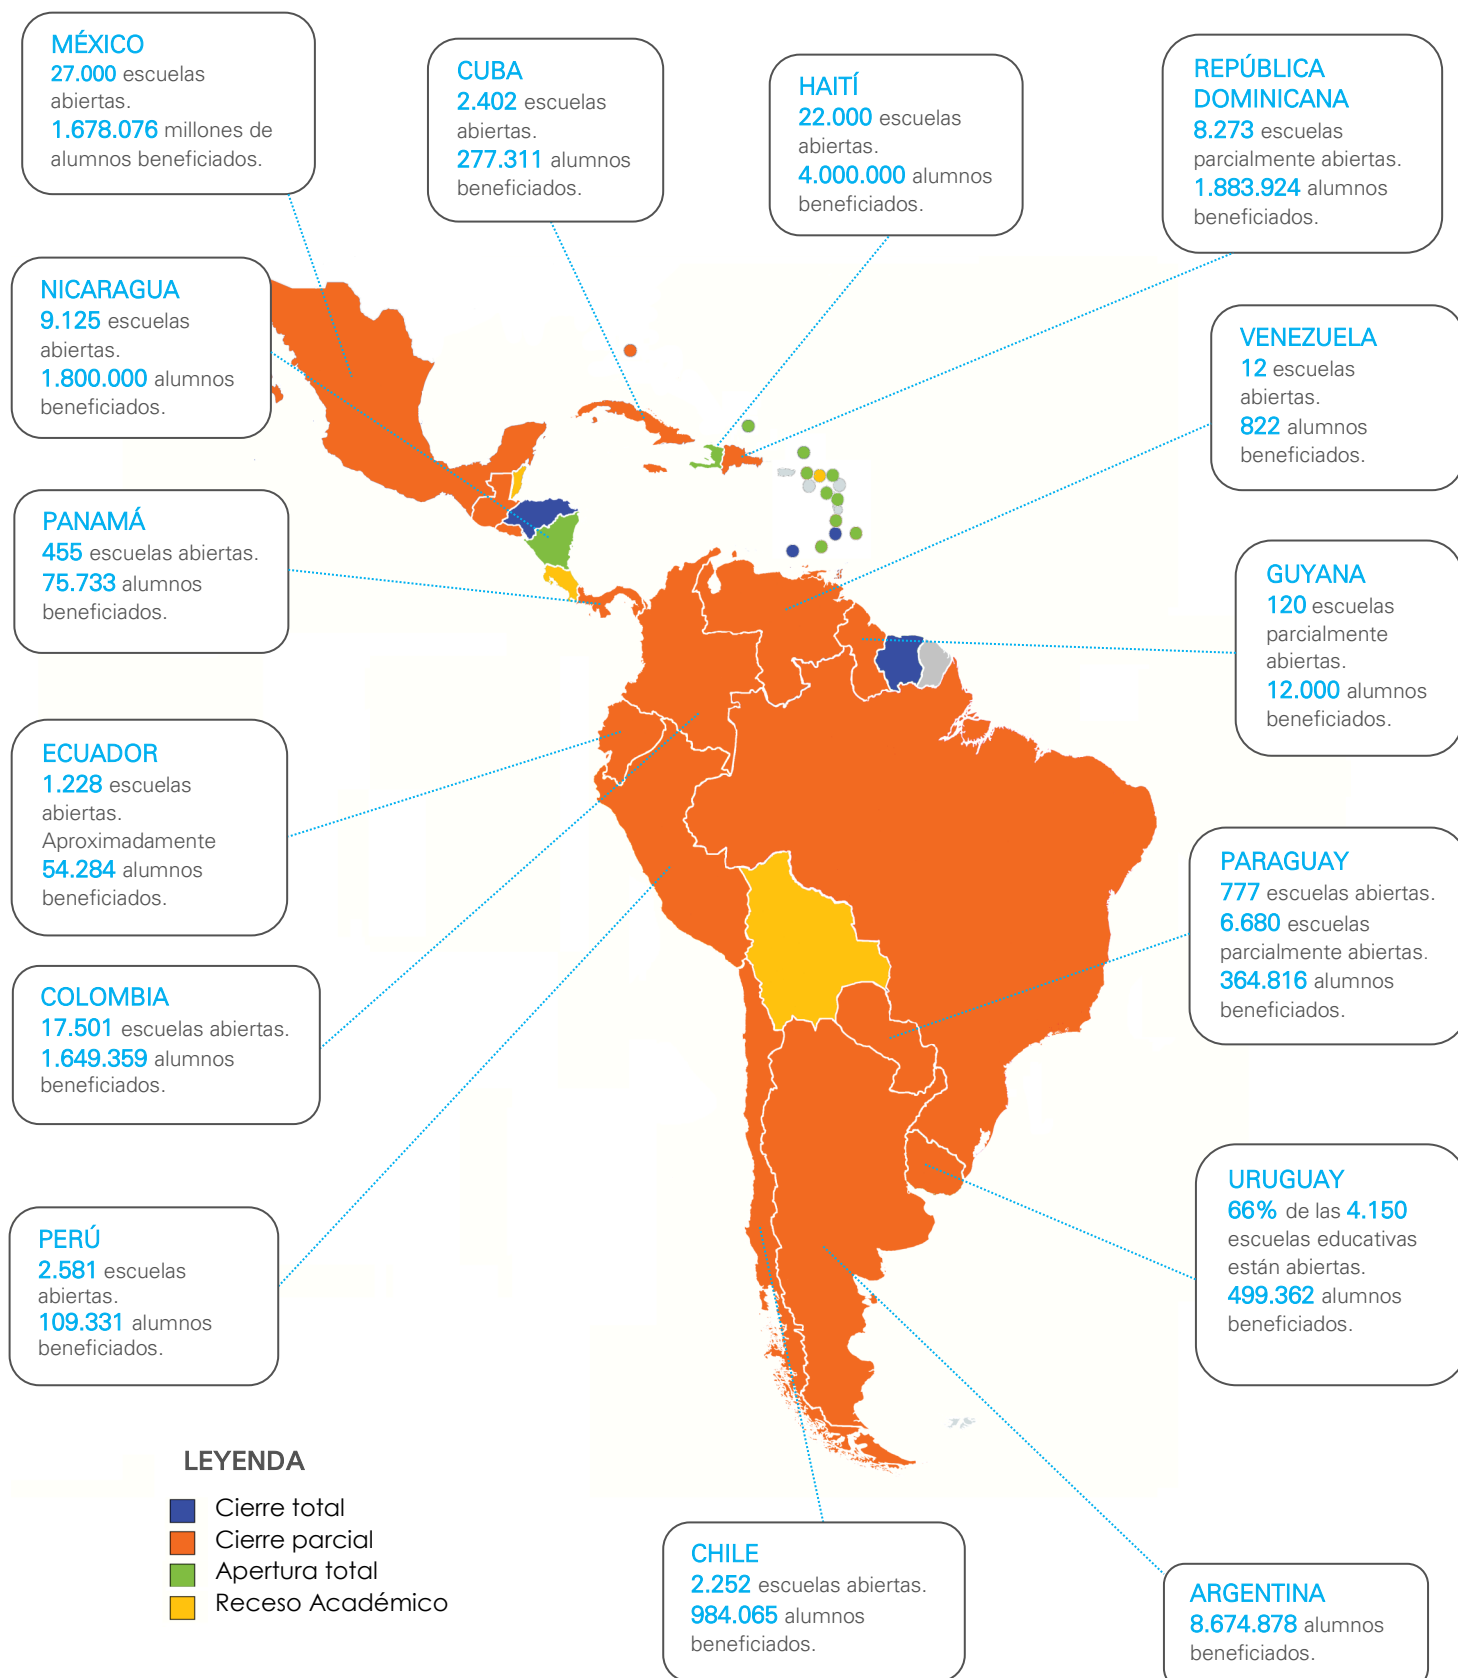 MÉXICO
27.000 escuelas
abiertas.
1.678.076 millones de
alumnos beneficiados.
CUBA
2.402 escuelas
abiertas.
277.311 alumnos
beneficiados.
HAITÍ
22.000 escuelas
abiertas.
4.000.000 alumnos
beneficiados.
REPÚBLICA
DOMINICANA
8.273 escuelas
parcialmente abiertas.
1.883.924 alumnos
beneficiados.
NICARAGUA
9.125 escuelas
abiertas.
1.800.000 alumnos
beneficiados.
VENEZUELA
12 escuelas
abiertas.
822 alumnos
beneficiados.
PANAMÁ
455 escuelas abiertas.
75.733 alumnos
beneficiados.
GUYANA
120 escuelas
parcialmente
abiertas.
12.000 alumnos
beneficiados.
ECUADOR
1.228 escuelas
abiertas.
Aproximadamente
54.284 alumnos
beneficiados.
PARAGUAY
777 escuelas abiertas.
6.680 escuelas
parcialmente abiertas.
364.816 alumnos
beneficiados.
COLOMBIA
17.501 escuelas abiertas.
1.649.359 alumnos
beneficiados.
URUGUAY
66% de las 4.150
escuelas educativas
están abiertas.
499.362 alumnos
beneficiados.
PERÚ
2.581 escuelas
abiertas.
109.331 alumnos
beneficiados.
LEYENDA
Cierre total
Cierre parcial
Apertura total
Receso Académico
CHILE
2.252 escuelas abiertas.
984.065 alumnos
beneficiados.
ARGENTINA
8.674.878 alumnos
beneficiados.